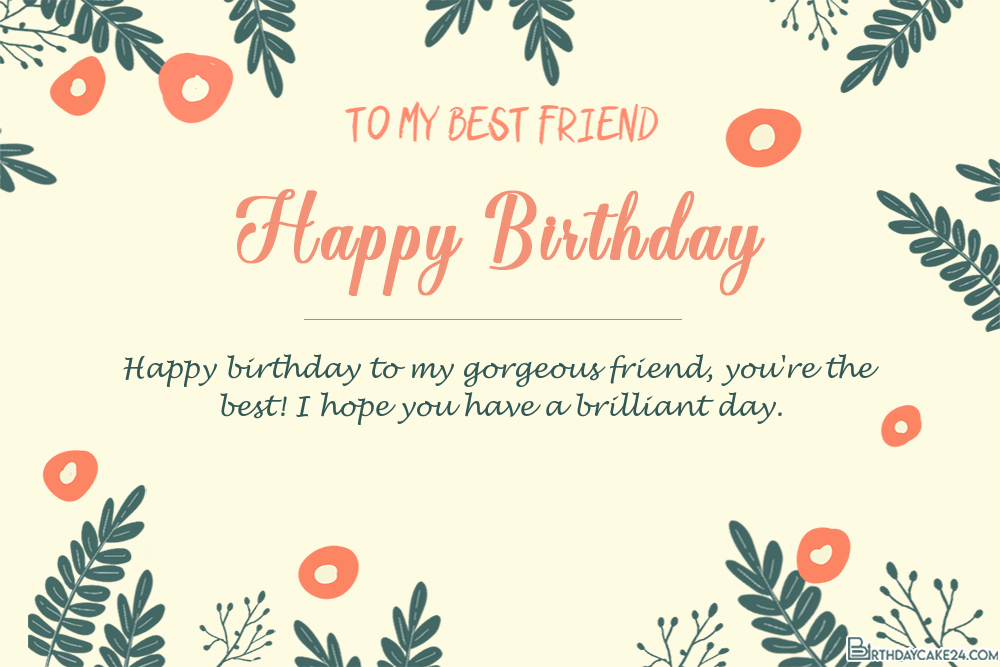 TO MY BEST FRIEND
Happy Birthday
Happy birthday to my gorgeous friend, you're the
best! I hope you have a brilliant day.
BIRTHDAYCAKE24.COM